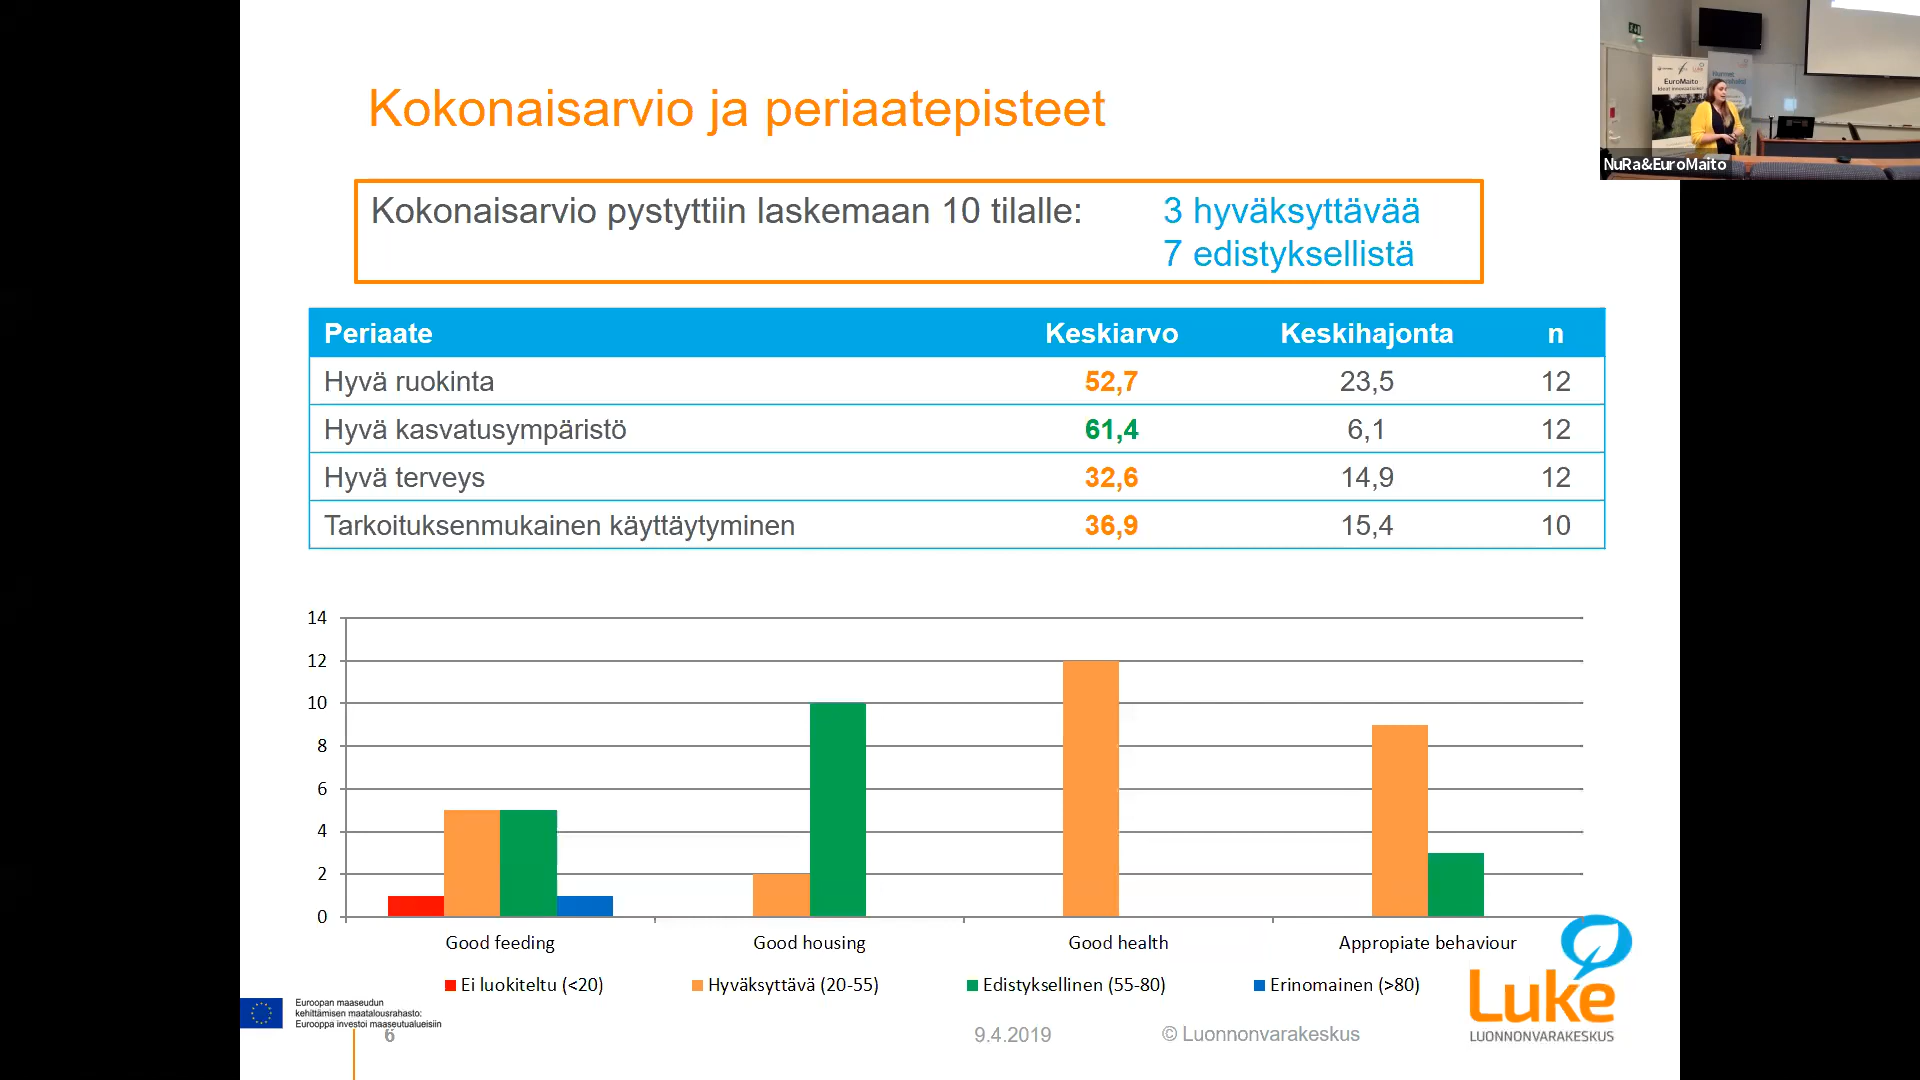 Kokonaisarvio ja periaatepisteet
Kokonaisarvio pystyttiin laskemaan 10 tilalle: 3 hyväksyttävää
7 edistyksellistä
Periaate Keskiarvo Keskihajonta n
Hyvä ruokinta 52,7 23,5 12
Hyvä kasvatusympäristö 61,4 6,1 12
Hyvä terveys 32,6 14,9 12
Tarkoituksenmukainen käyttäytyminen 36,9 15,4 10
14
12
10
8
6
4
2
0
Good feeding Good housing Good health Appropiate behaviour
Ei luokiteltu (<20) Hyväksyttävä (20-55) Edistyksellinen (55-80) Erinomainen (>80)
Euroopan maaseudun
kehittämisen maatalousrahasto:
Eurooppa investoi maaseutualueisiin
6 9.4.2019 © Luonnonvarakeskus
Luke
LUONNONVARAKESKUS
EuroMaito
NuRa&EuroMaito